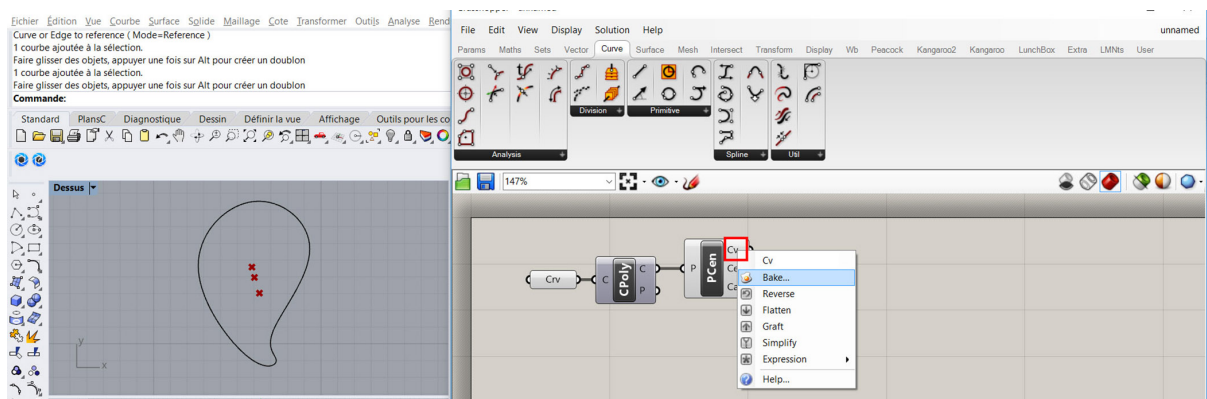 Fichier Édition Vue Courbe Surface Solide Maillage Cote Transformer Outils Analyse Rend
Curve or Edge to reference ( Mode=Reference )
1 courbe ajoutée à la sélection.
Faire glisser des objets, appuyer une fois sur Alt pour créer un doublon
1 courbe ajoutée à la sélection.
Faire glisser des objets, appuyer une fois sur Alt pour créer un doublon
Commande:
Standard PlansC Diagnostique Dessin Définir la vue Affichage Outils pour les co
Dessus
y
x
File Edit View Display Solution Help unnamed
Params Maths Sets Vector Curve Surface Mesh Intersect Transform Display Wb Peacock Kangaroo2 Kangaroo LunchBox Extra LMNts User
Division Primitive
Analysis Spline Util
147%
Crv
C CPoly C P
P PCen Cv Ce Ca
Cv
Bake...
Reverse
Flatten
Graft
Simplify
Expression
Help...